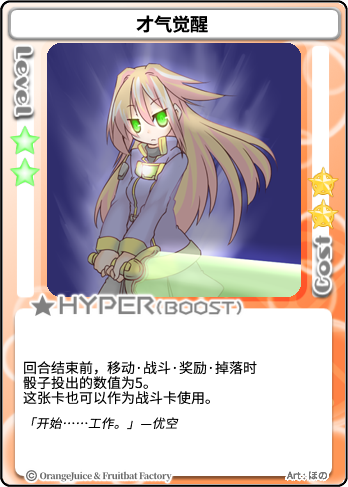 才气觉醒
Level
Cost
HYPER(BOOST)
回合结束前，移动·战斗·奖励·掉落时
骰子投出的数值为5。
这张卡也可以作为战斗卡使用。
「开始……工作。」—优空
© OrangeJuice & Fruitbat Factory
Art : ほの